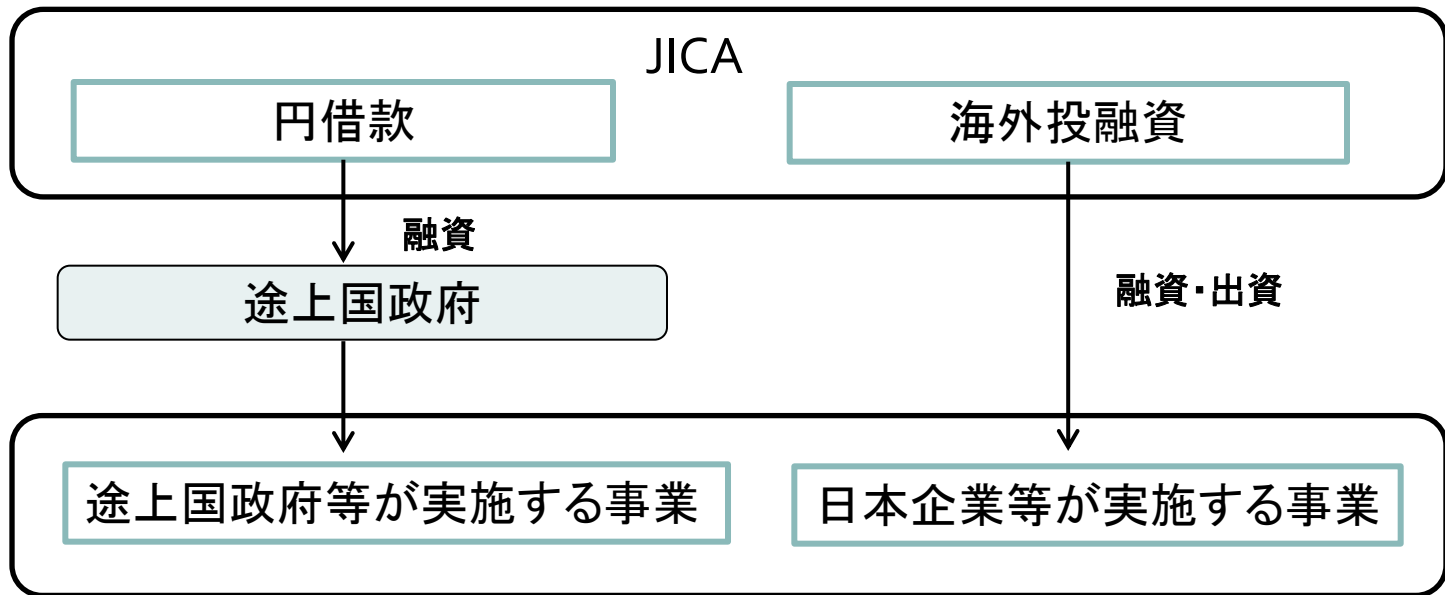 JICA
円借款
海外投融資
融資
途上国政府
融資・出資
途上国政府等が実施する事業
日本企業等が実施する事業